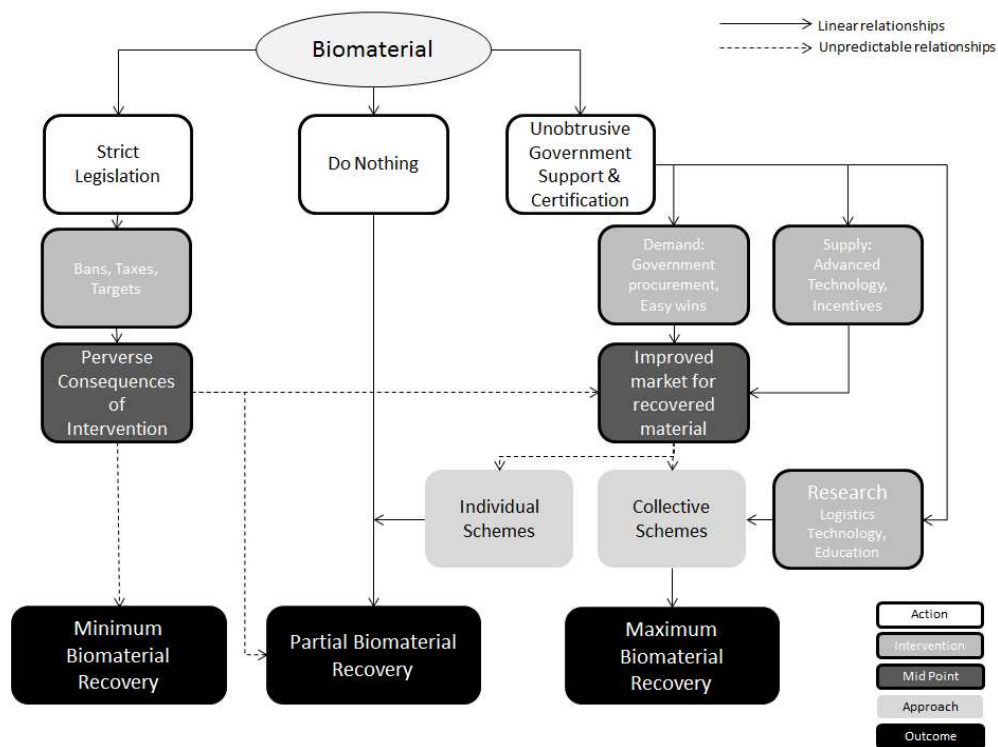 Biomaterial
Linear relationships
Unpredictable relationships
Strict
Legislation
Do Nothing
Unobtrusive
Government
Support &
Certification
Bans, Taxes,
Targets
Demand:
Government
procurement,
Easy wins
Supply:
Advanced
Technology,
Incentives
Perverse
Consequences
of
Intervention
Improved
market for
recovered
material
Individual
Schemes
Collective
Schemes
Research
Logistics
Technology,
Education
Minimum
Biomaterial
Recovery
Partial Biomaterial
Recovery
Maximum
Biomaterial
Recovery
Action
Intervention
Mid Point
Approach
Outcome